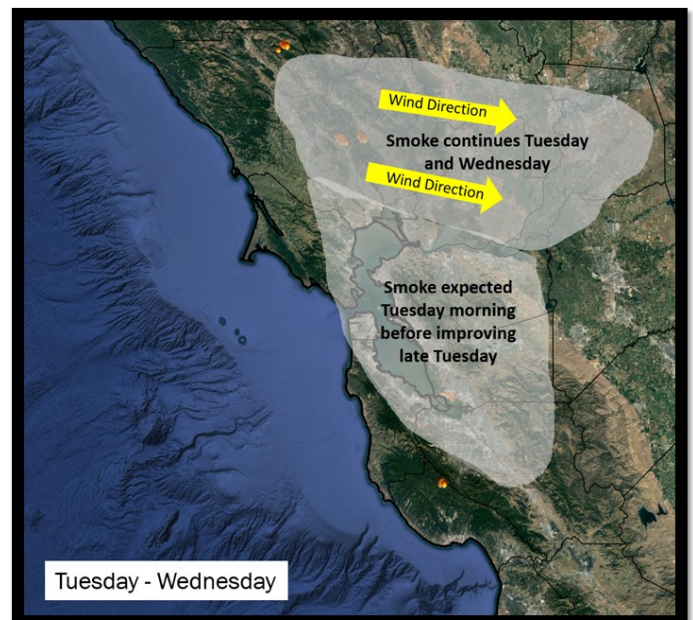 Wind Direction
Smoke continues Tuesday
and Wednesday
Wind Direction
Smoke expected
Tuesday morning
before improving
late Tuesday
Tuesday - Wednesday